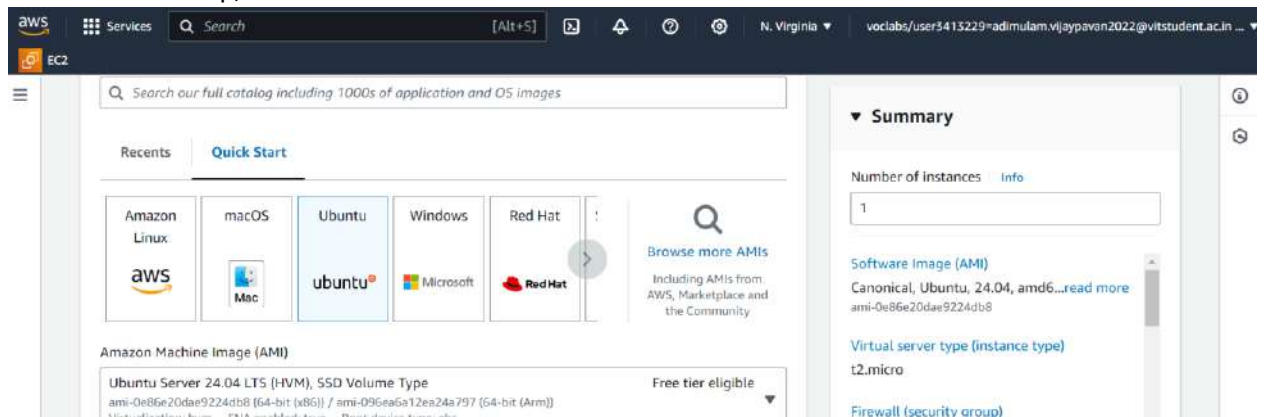 aws Services Search [Alt+S] N. Virginia voclabs/user3413229=adimulam.vijaypavan2022@vitstudent.ac.in ...
EC2
Search our full catalog including 1000s of application and OS images
Recents Quick Start
Amazon Linux
aws
macOS
Mac
Ubuntu
ubuntu
Windows
Microsoft
Red Hat
Red Hat
Browse more AMIs
Including AMIs from
AWS, Marketplace and
the Community
Amazon Machine Image (AMI)
Ubuntu Server 24.04 LTS (HVM), SSD Volume Type Free tier eligible
ami-0e86e20dae9224db8 (64-bit (x86)) / ami-096ea6a12ea24a797 (64-bit (Arm))
Summary
Number of instances Info
1
Software Image (AMI)
Canonical, Ubuntu, 24.04, amd6...read more
ami-0e86e20dae9224db8
Virtual server type (instance type)
t2.micro
Firewall (security group)